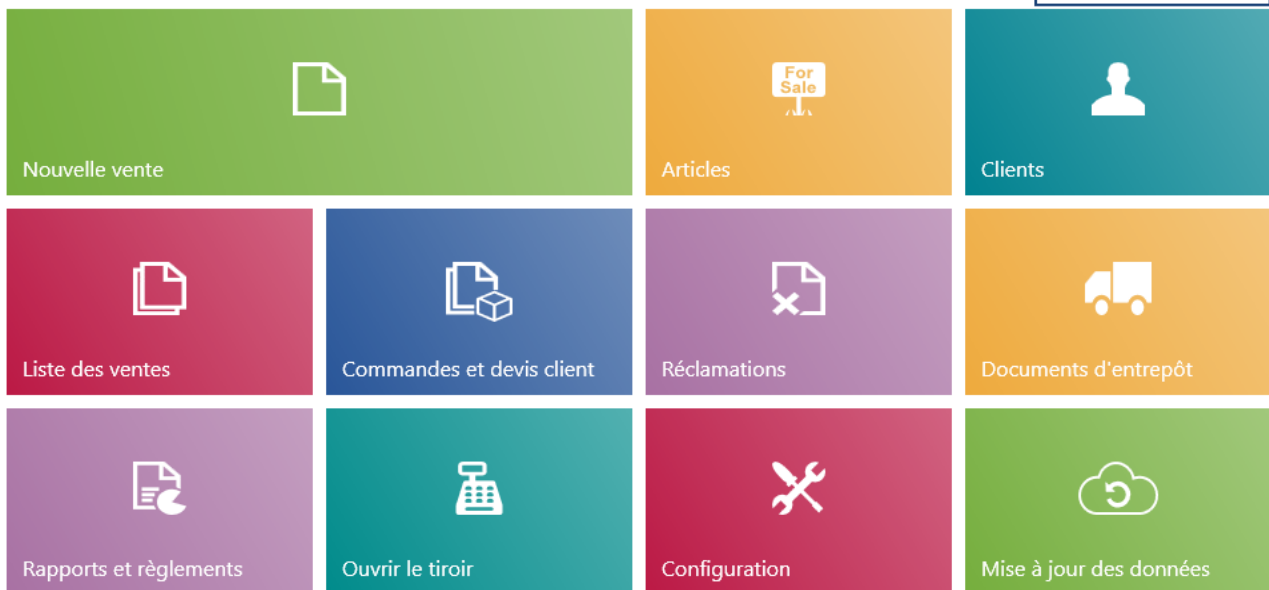 For
Sale
Nouvelle vente
Articles
Clients
Liste des ventes
Commandes et devis client
Réclamations
Documents d'entrepôt
Rapports et règlements
Ouvrir le tiroir
Configuration
Mise à jour des données